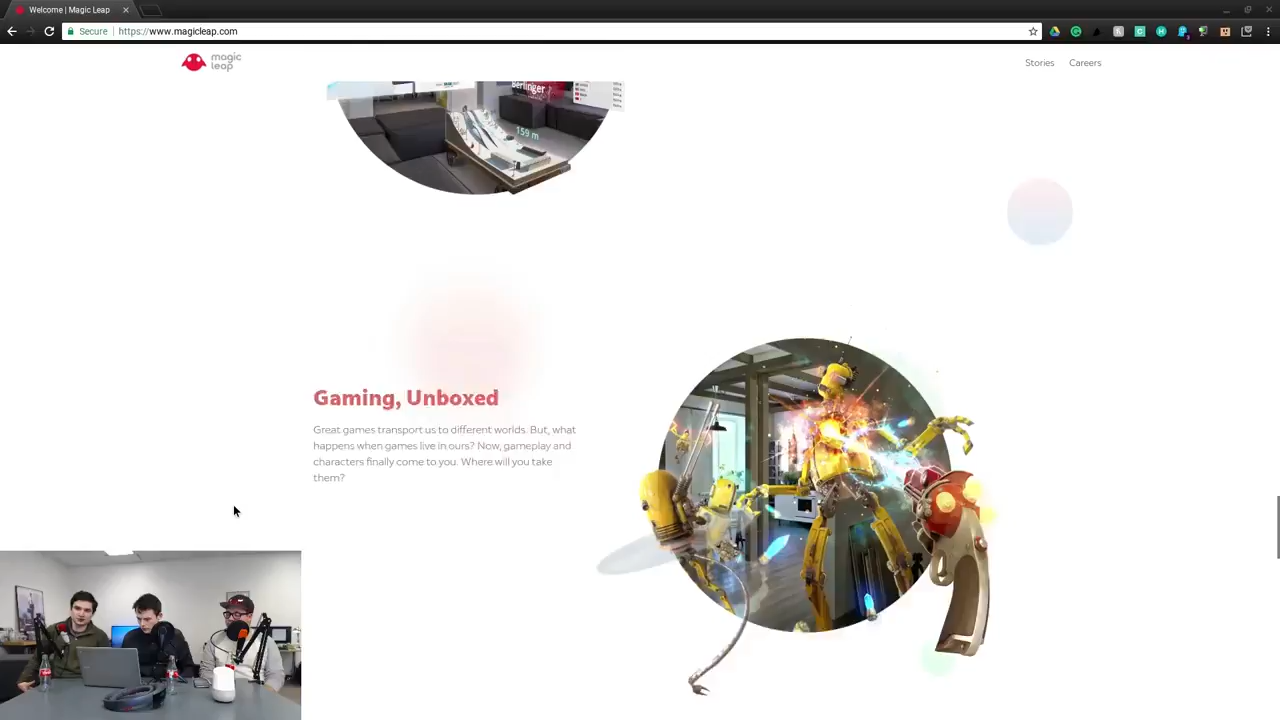 Welcome | Magic Leap
Secure
https://www.magicleap.com
magic
leap
Stories
Careers
Berlinger
159 m
Gaming, Unboxed
Great games transport us to different worlds. But, what
happens when games live in ours? Now, gameplay and
characters finally come to you. Where will you take
them?